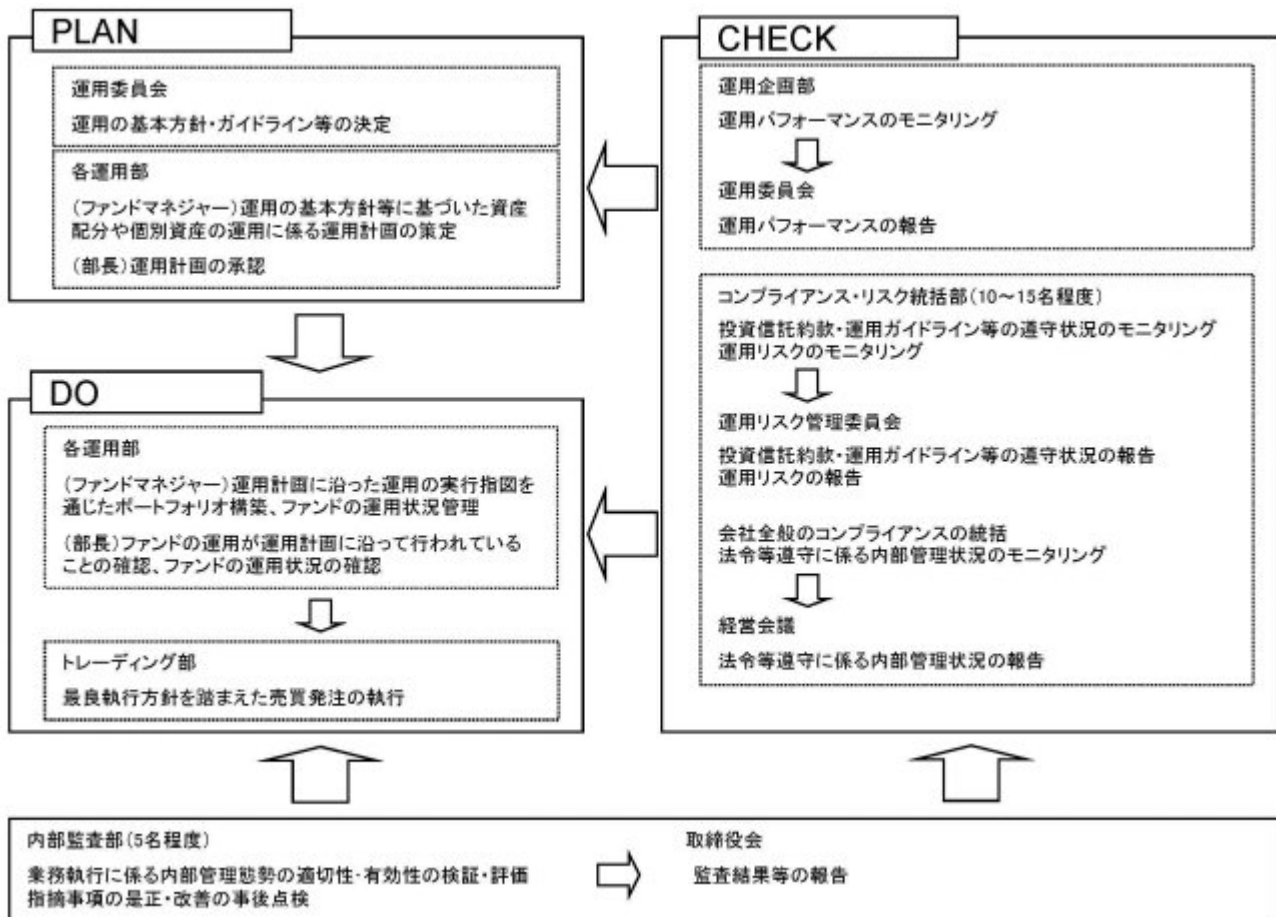 PLAN
運用委員会
運用の基本方針・ガイドライン等の決定
各運用部
(ファンドマネジャー)運用の基本方針等に基づいた資産
配分や個別資産の運用に係る運用計画の策定
(部長)運用計画の承認
DO
各運用部
(ファンドマネジャー)運用計画に沿った運用の実行指図を
通じたポートフォリオ構築、ファンドの運用状況管理
(部長)ファンドの運用が運用計画に沿って行われている
ことの確認、ファンドの運用状況の確認
トレーディング部
最良執行方針を踏まえた売買発注の執行
CHECK
運用企画部
運用パフォーマンスのモニタリング
運用委員会
運用パフォーマンスの報告
コンプライアンス・リスク統括部(10～15名程度)
投資信託約款・運用ガイドライン等の遵守状況のモニタリング
運用リスクのモニタリング
運用リスク管理委員会
投資信託約款・運用ガイドライン等の遵守状況の報告
運用リスクの報告
会社全般のコンプライアンスの統括
法令等遵守に係る内部管理状況のモニタリング
経営会議
法令等遵守に係る内部管理状況の報告
内部監査部(5名程度)
業務執行に係る内部管理態勢の適切性・有効性の検証・評価
指摘事項の是正・改善の事後点検
取締役会
監査結果等の報告